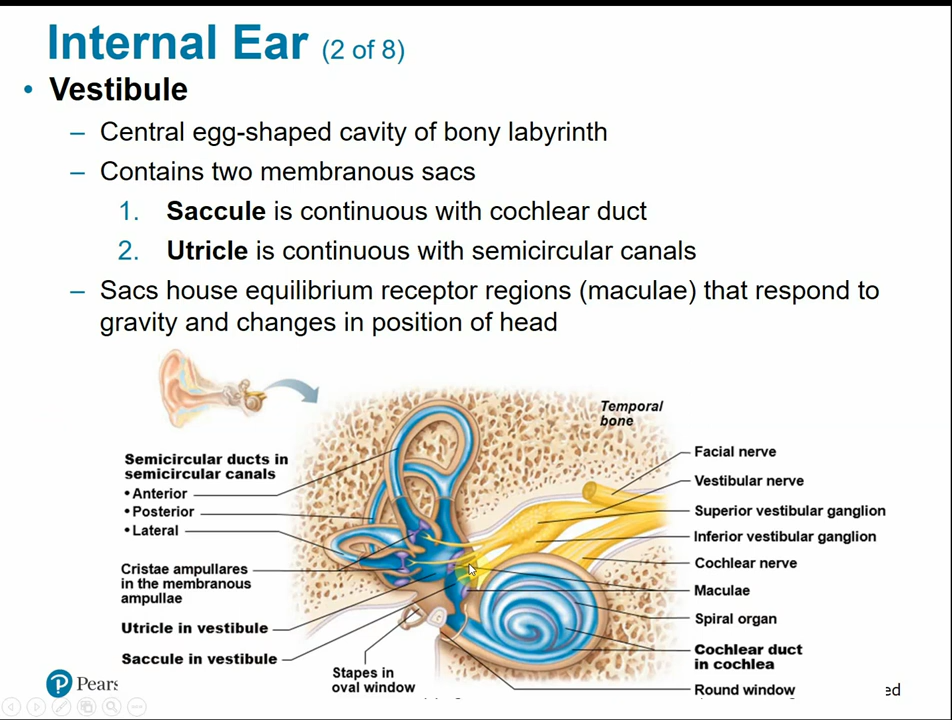 Internal Ear (2 of 8)
• Vestibule
– Central egg-shaped cavity of bony labyrinth
– Contains two membranous sacs
1. Saccule is continuous with cochlear duct
2. Utricle is continuous with semicircular canals
– Sacs house equilibrium receptor regions (maculae) that respond to
gravity and changes in position of head
Temporal
bone
Semicircular ducts in
semicircular canals
• Anterior
• Posterior
• Lateral
Cristae ampullares
in the membranous
ampullae
Utricle in vestibule
Saccule in vestibule
Stapes in
oval window
Facial nerve
Vestibular nerve
Superior vestibular ganglion
Inferior vestibular ganglion
Cochlear nerve
Maculae
Spiral organ
Cochlear duct
in cochlea
Round window